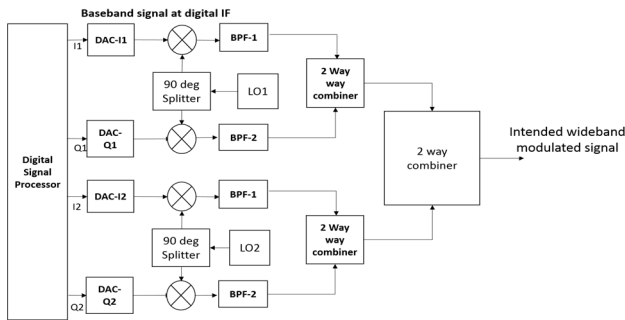 Baseband signal at digital IF
I1
DAC-I1
BPF-1
90 deg
Splitter
LO1
2 Way
way
combiner
Q1
DAC-
Q1
BPF-2
Digital
Signal
Processor
2 way
combiner
Intended wideband
modulated signal
I2
DAC-I2
BPF-1
90 deg
Splitter
LO2
2 Way
way
combiner
Q2
DAC-
Q2
BPF-2